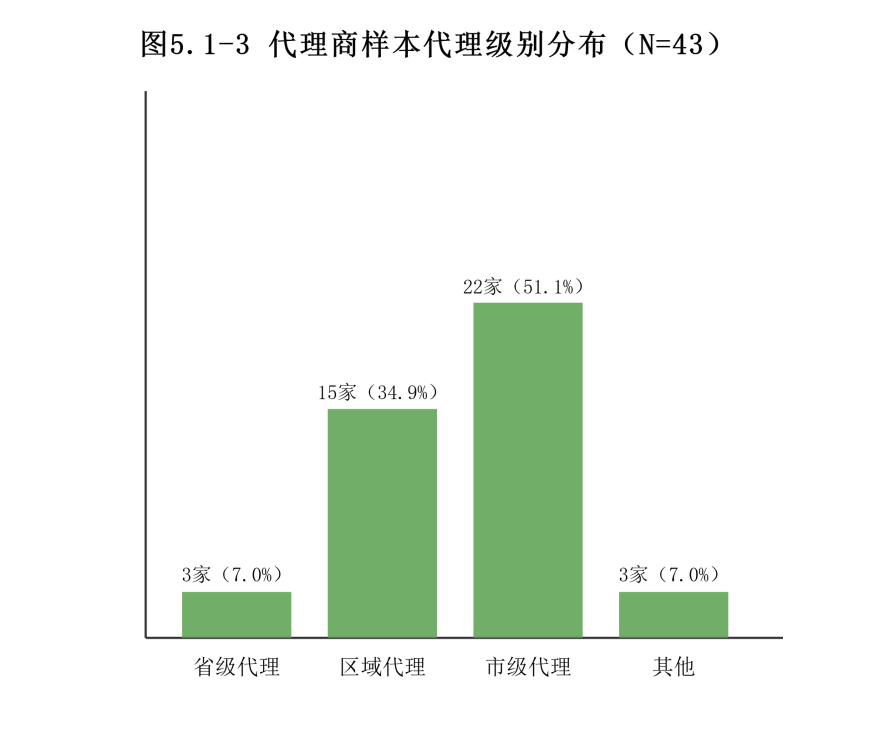 图5.1-3 代理商样本代理级别分布（N=43）
22家（51.1%）
15家（34.9%）
3家（7.0%）
3家（7.0%）
省级代理
区域代理
市级代理
其他